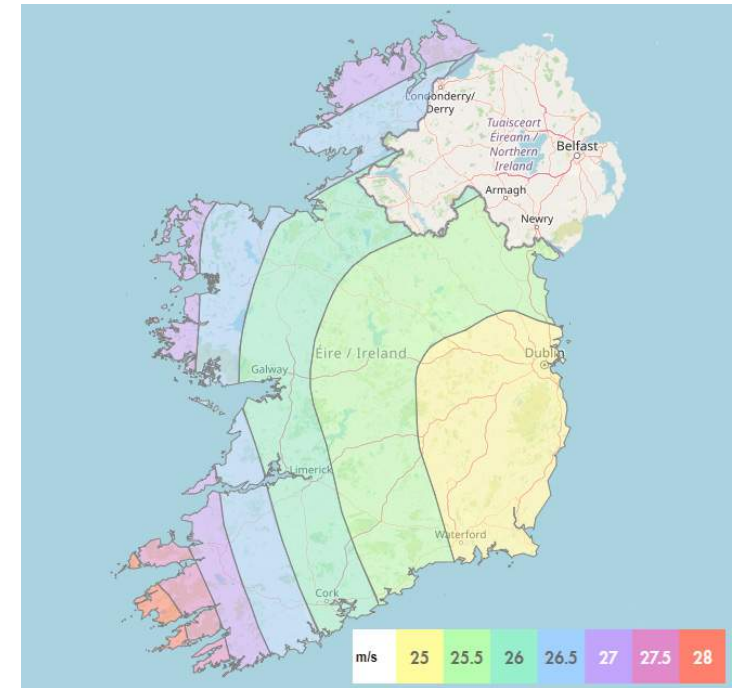 Londonderry/
Derry
Tuaisceart
Éireann /
Northern
Ireland
Belfast
Armagh
Newry
Éire / Ireland
Dublin
Galway
Limerick
Waterford
Cork
m/s 25 25.5 26 26.5 27 27.5 28